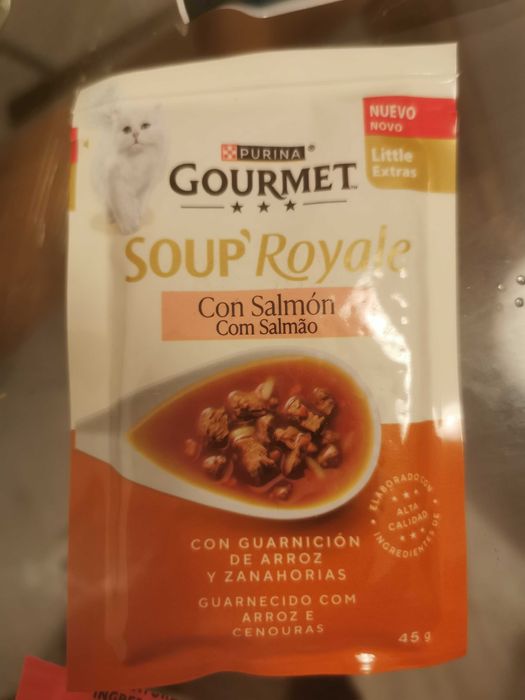 NUEVO
NOVO
Little
Extras
PURINA®
GOURMET™
SOUP' Royale
Con Salmón
Com Salmão
ELABORADO CON
INGREDIENTES DE
ALTA
CALIDAD
CON GUARNICIÓN
DE ARROZ
Y ZANAHORIAS
GUARNECIDO COM
ARROZ E
CENOURAS
45 g